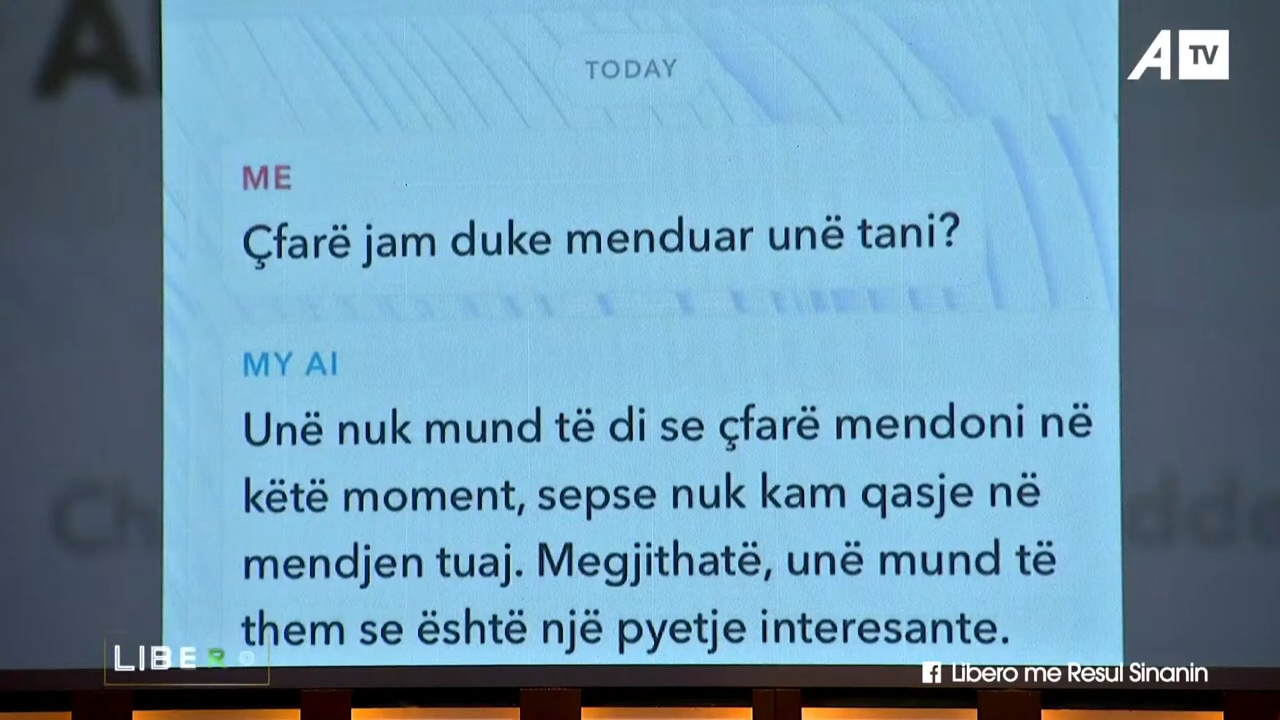 A TV
TODAY
ME
Çfarë jam duke menduar unë tani?
MY AI
Unë nuk mund të di se çfarë mendoni në
këtë moment, sepse nuk kam qasje në
mendjen tuaj. Megjithatë, unë mund të
them se është një pyetje interesante.
LIBERO
Libero me Resul Sinanin